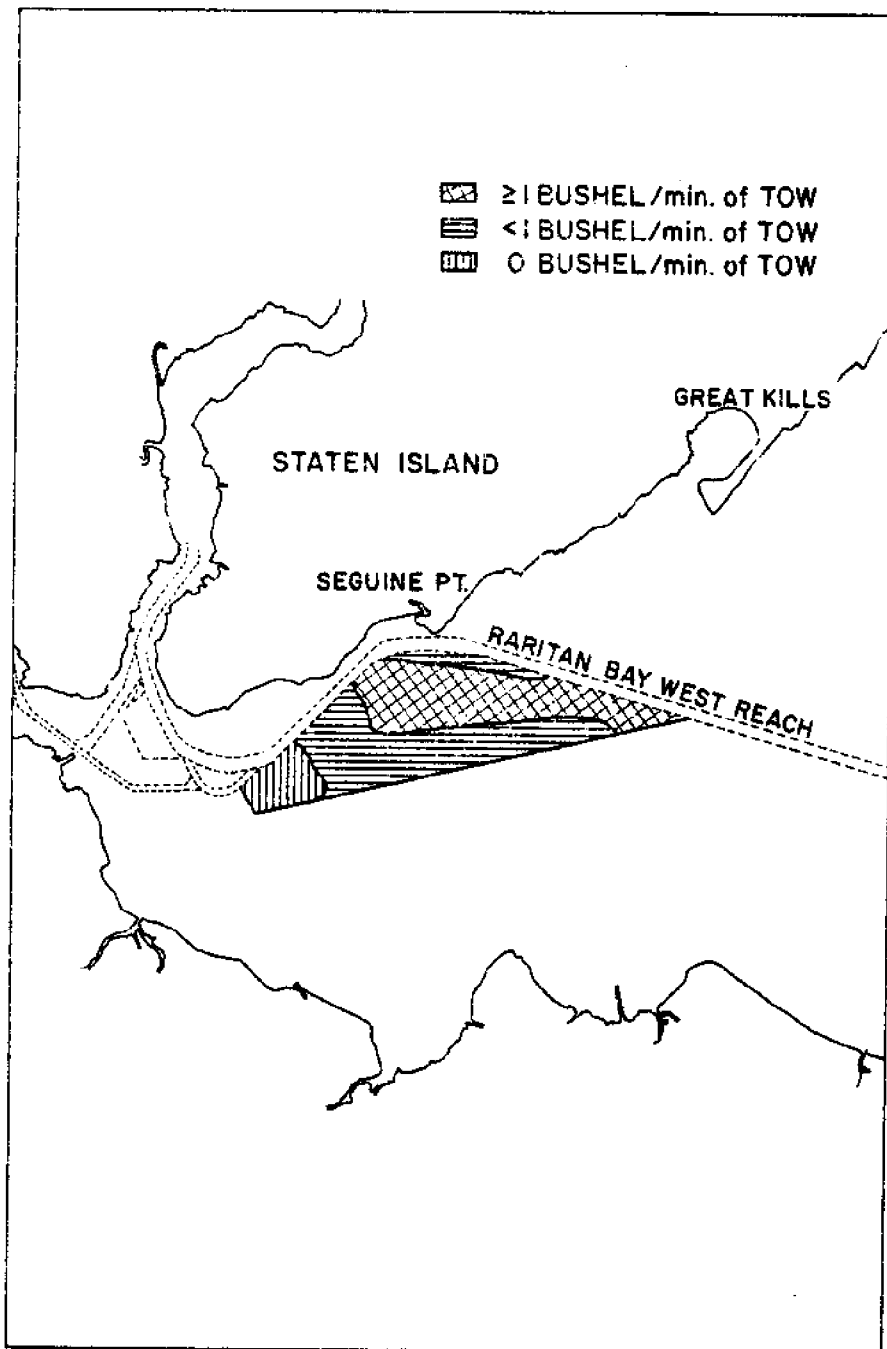 ≥1 BUSHEL/min. of TOW
<1 BUSHEL/min. of TOW
0 BUSHEL/min. of TOW
GREAT KILLS
STATEN ISLAND
SEGUINE PT.
RARITAN BAY WEST REACH